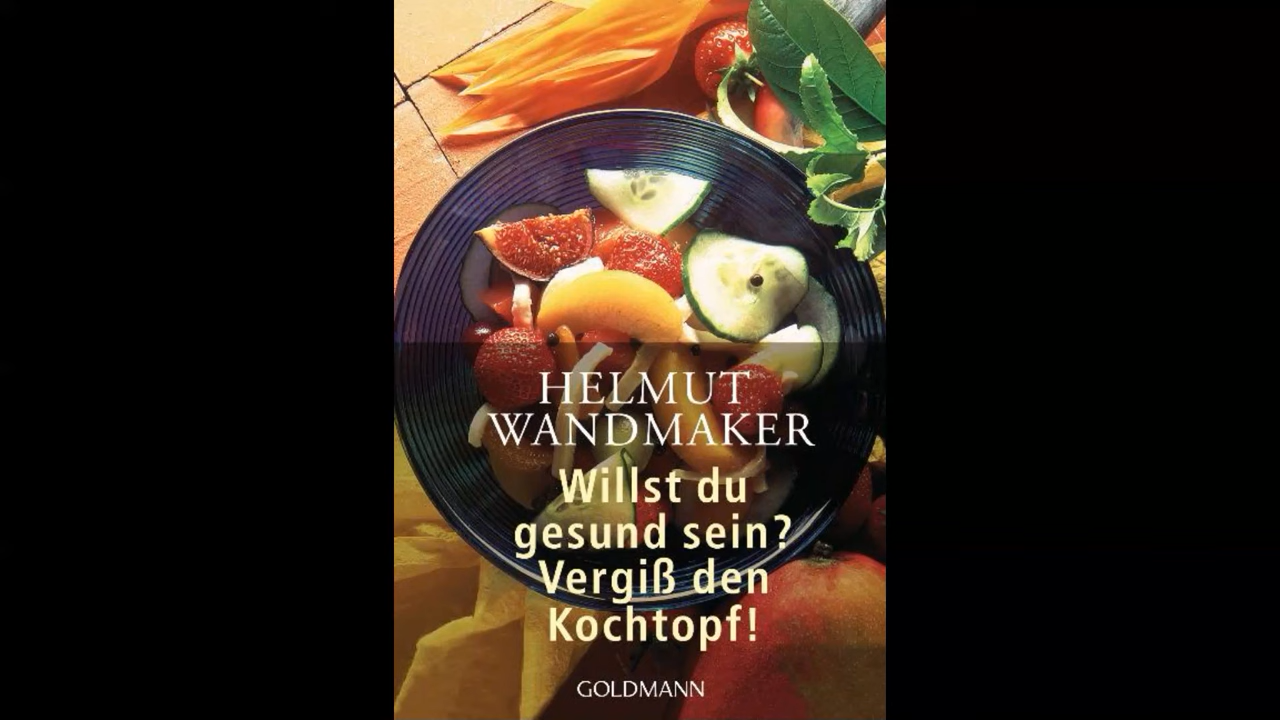 HELMUT
WANDMAKER
Willst du
gesund sein?
Vergiß den
Kochtopf!
GOLDMANN